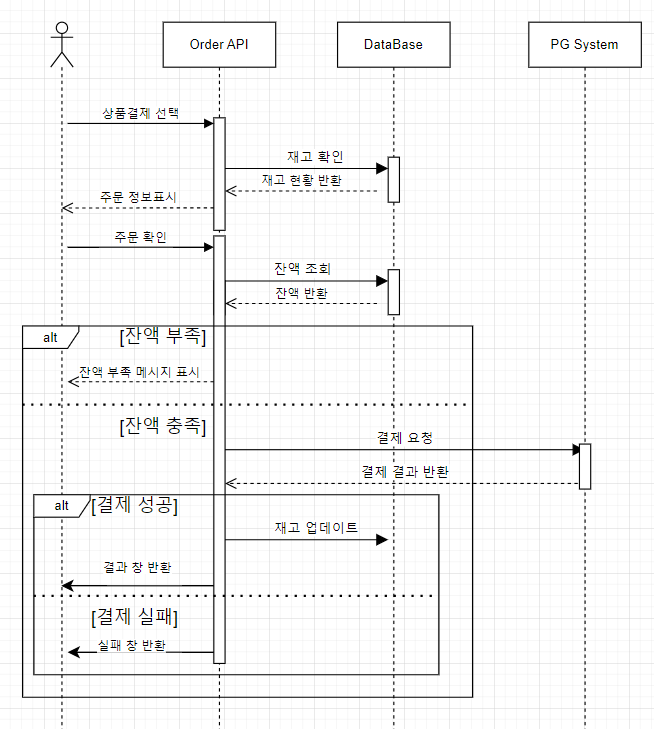 Order API
DataBase
PG System
상품결제 선택
재고 확인
재고 현황 반환
주문 정보표시
주문 확인
잔액 조회
잔액 반환
alt
[잔액 부족]
잔액 부족 메시지 표시
[잔액 충족]
결제 요청
결제 결과 반환
alt
[결제 성공]
재고 업데이트
결과 창 반환
[결제 실패]
실패 창 반환